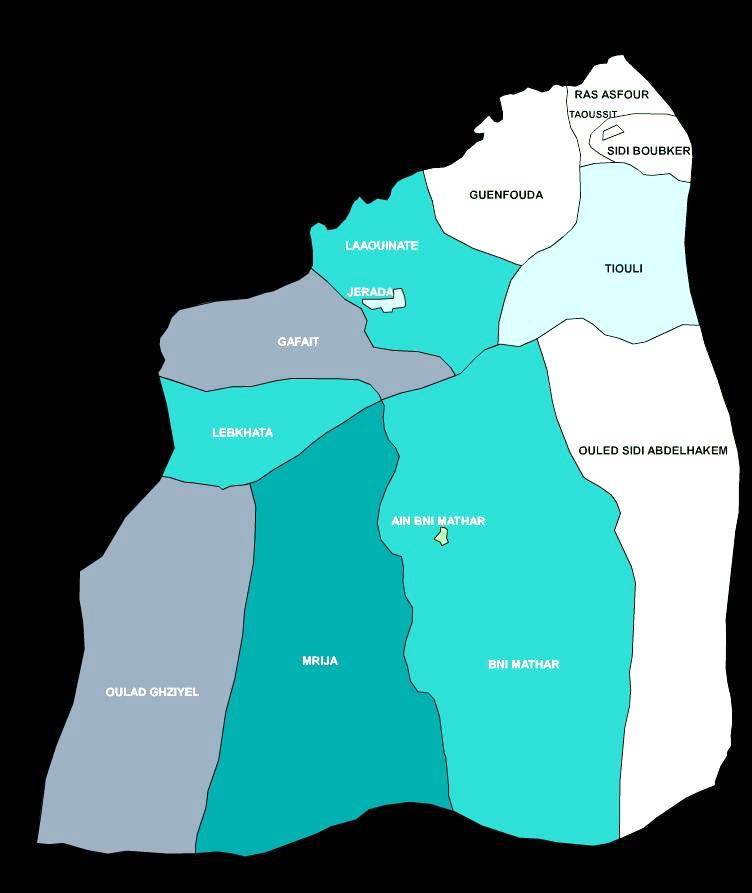 RAS ASFOUR
TAOUSSIT
SIDI BOUBKER
GUENFOUDA
LAAOUINATE
TIOULI
JERADA
GAFAIT
LEBKHATA
OULED SIDI ABDELHAKEM
AIN BNI MATHAR
MRIJA
BNI MATHAR
OULAD GHZIYEL